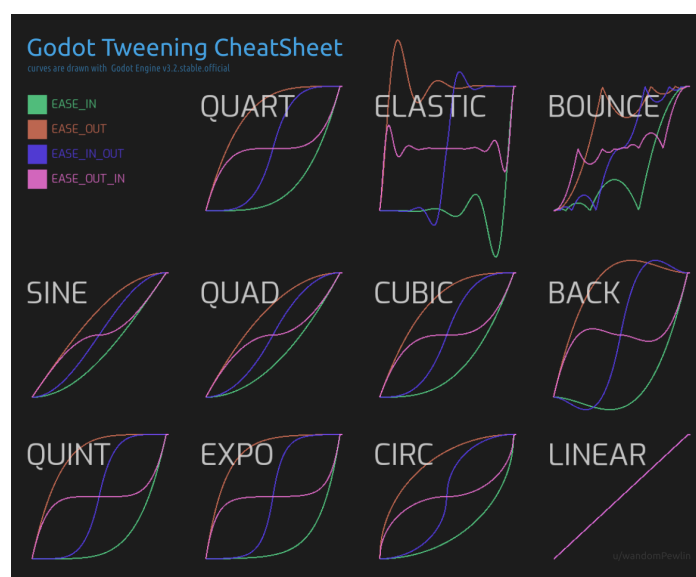 Godot Tweening CheatSheet
curves are drawn with Godot Engine v3.2.stable.official
EASE_IN
EASE_OUT
EASE_IN_OUT
EASE_OUT_IN
QUART
ELASTIC
BOUNCE
SINE
QUAD
CUBIC
BACK
QUINT
EXPO
CIRC
LINEAR
u/wandomPewlin